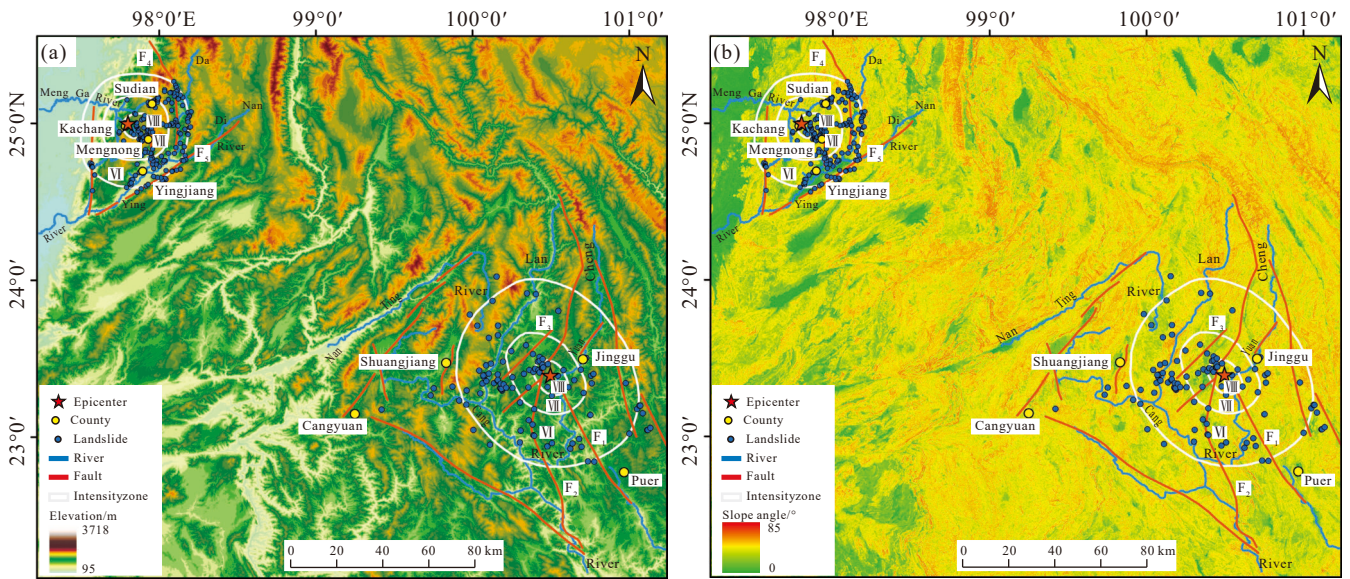 98°0′E 99°0′E 100°0′E 101°0′E
(a)
N
F4
Da
Sudian
Meng Ga River
Nan
25°0′N
Kachang
VIII
Di
Mengnong
VII
River
F5
VI
Yingjiang
Ying
River
24°0′
Lan
Cheng
Ting
River
Nan
F3
Yuan
Shuangjiang
Jinggu
VIII
VII
Cang
Cangyuan
VI
F1
23°0′
River
Puer
F2
River
Epicenter
County
Landslide
River
Fault
Intensityzone
Elevation/m
3718
95
0 20 40 60 80 km
98°0′E 99°0′E 100°0′E 101°0′E
(b)
N
F4
Da
Sudian
Meng Ga River
Nan
25°0′N
Kachang
VIII
Di
Mengnong
VII
River
F5
VI
Yingjiang
Ying
River
24°0′
Lan
Cheng
Ting
River
Nan
F3
Yuan
Shuangjiang
Jinggu
VIII
VII
Cang
Cangyuan
VI
F1
23°0′
River
Puer
F2
River
Epicenter
County
Landslide
River
Fault
Intensityzone
Slope angle/°
85
0
0 20 40 60 80 km